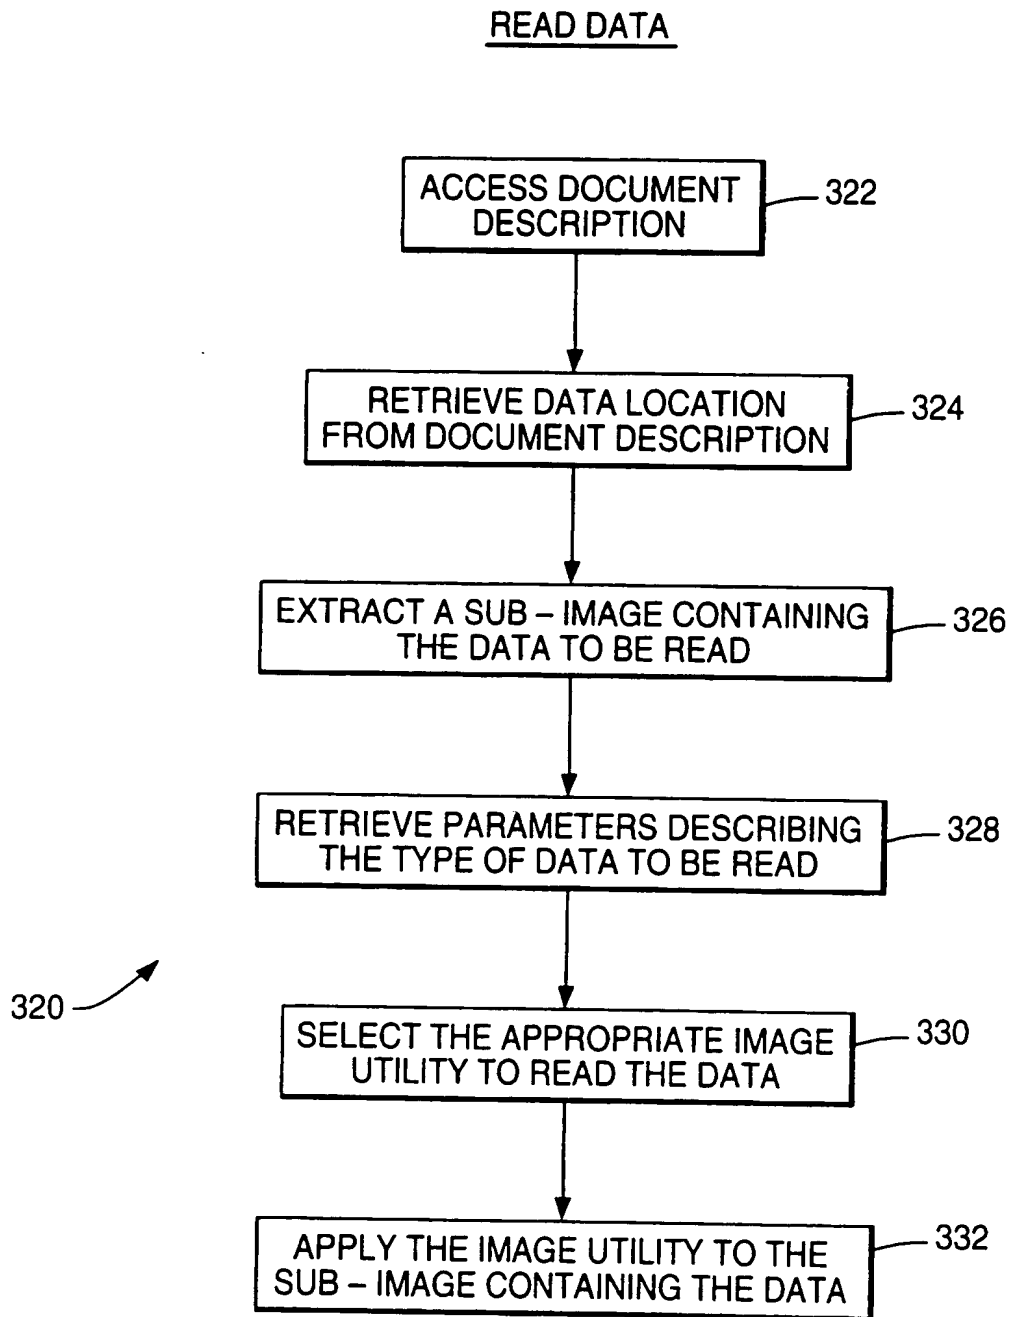 READ DATA
ACCESS DOCUMENT
DESCRIPTION
322
RETRIEVE DATA LOCATION
FROM DOCUMENT DESCRIPTION
324
EXTRACT A SUB – IMAGE CONTAINING
THE DATA TO BE READ
326
RETRIEVE PARAMETERS DESCRIBING
THE TYPE OF DATA TO BE READ
328
320
SELECT THE APPROPRIATE IMAGE
UTILITY TO READ THE DATA
330
APPLY THE IMAGE UTILITY TO THE
SUB – IMAGE CONTAINING THE DATA
332